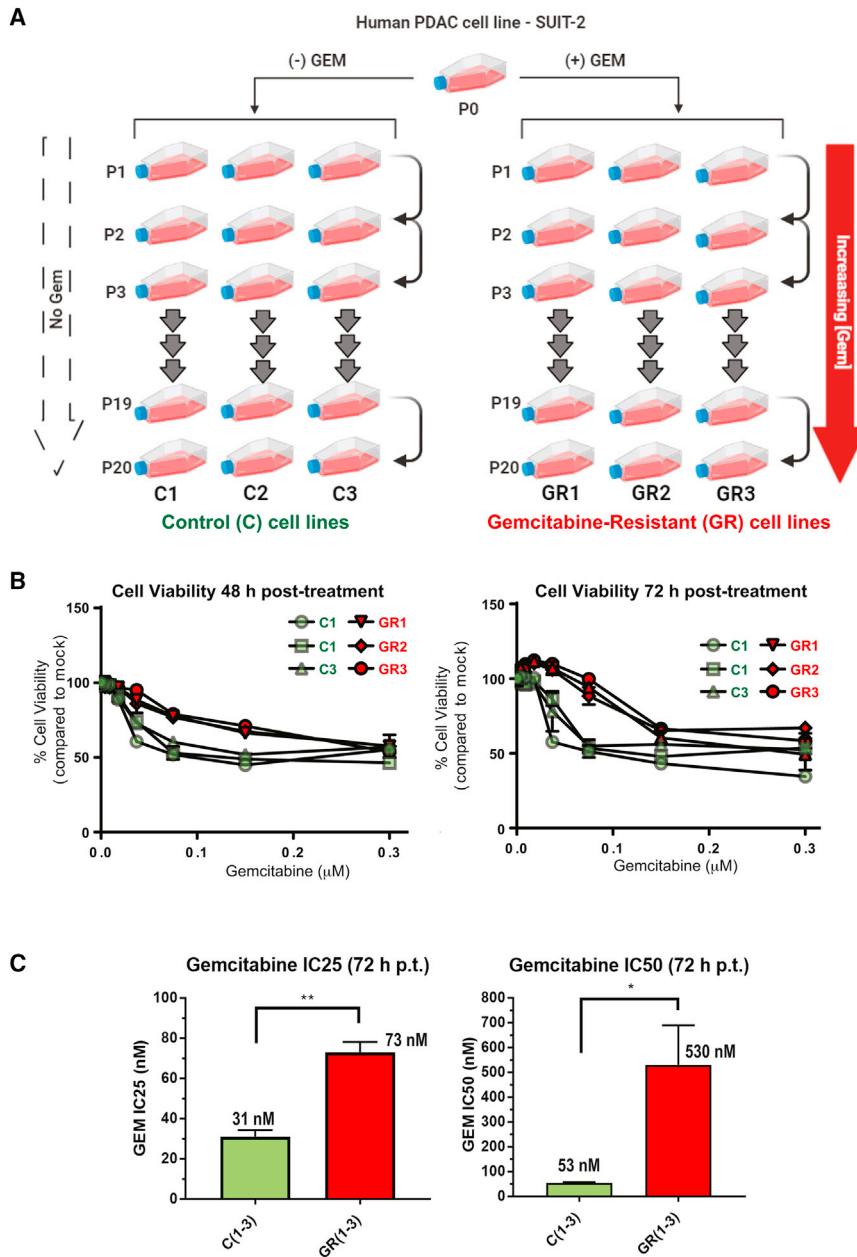 A
Human PDAC cell line - SUIT-2
(-) GEM
(+) GEM
P0
P1
P2
P3
P19
P20
No Gem
C1 C2 C3
Control (C) cell lines
P1
P2
P3
P19
P20
Increaasing [Gem]
GR1 GR2 GR3
Gemcitabine-Resistant (GR) cell lines
B
Cell Viability 48 h post-treatment
% Cell Viability
( compared to mock)
150
100
50
0
0.0 0.1 0.2 0.3
Gemcitabine (μM)
C1 GR1
C1 GR2
C3 GR3
Cell Viability 72 h post-treatment
% Cell Viability
( compared to mock)
150
100
50
0
0.0 0.1 0.2 0.3
Gemcitabine (μM)
C1 GR1
C1 GR2
C3 GR3
C
Gemcitabine IC25 (72 h p.t.)
GEM IC25 (nM)
100
80
60
40
20
0
**
31 nM
73 nM
C(1-3)
GR(1-3)
Gemcitabine IC50 (72 h p.t.)
GEM IC50 (nM)
800
700
600
500
400
300
200
150
100
50
0
*
53 nM
530 nM
C(1-3)
GR(1-3)